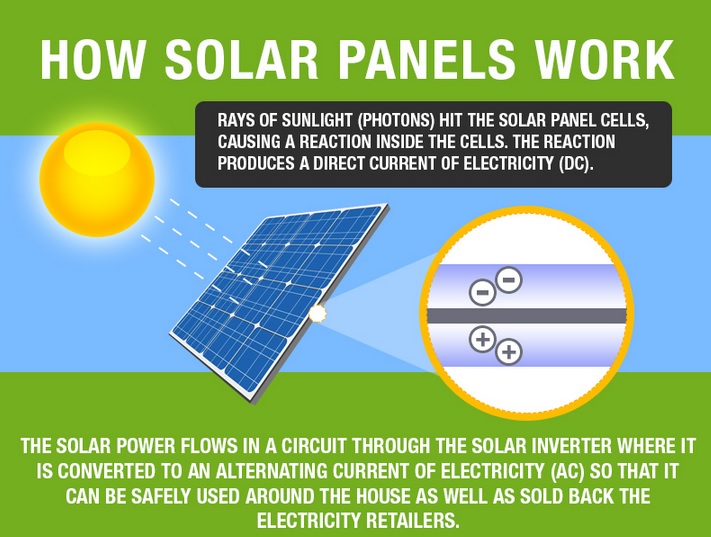 HOW SOLAR PANELS WORK
RAYS OF SUNLIGHT (PHOTONS) HIT THE SOLAR PANEL CELLS,
CAUSING A REACTION INSIDE THE CELLS. THE REACTION
PRODUCES A DIRECT CURRENT OF ELECTRICITY (DC).
THE SOLAR POWER FLOWS IN A CIRCUIT THROUGH THE SOLAR INVERTER WHERE IT
IS CONVERTED TO AN ALTERNATING CURRENT OF ELECTRICITY (AC) SO THAT IT
CAN BE SAFELY USED AROUND THE HOUSE AS WELL AS SOLD BACK THE
ELECTRICITY RETAILERS.